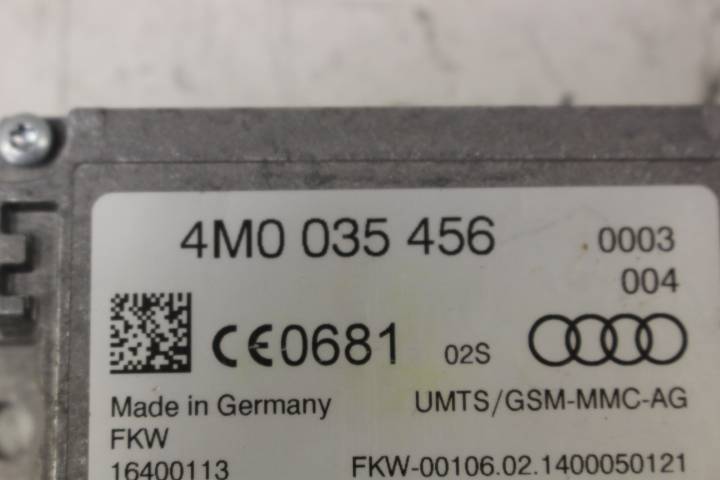 4M0 035 456 0003
004
CE0681 02S
Made in Germany UMTS/GSM-MMC-AG
FKW
16400113 FKW-00106.02.1400050121